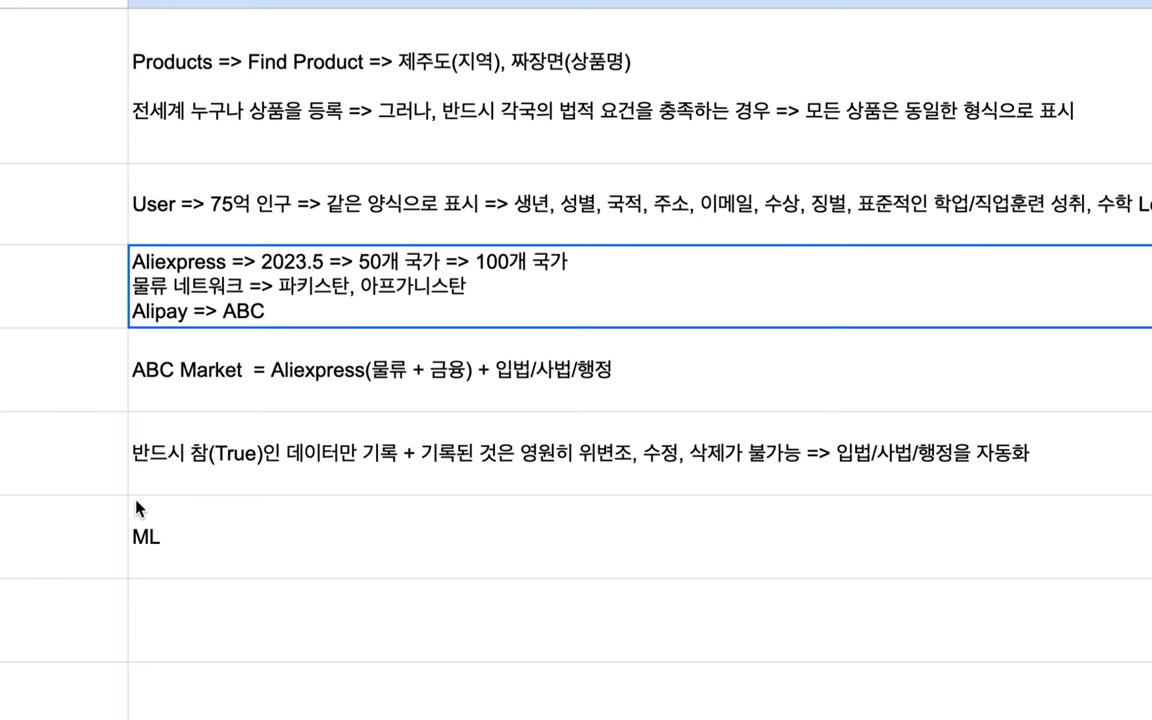 Products => Find Product => 제주도(지역), 짜장면(상품명)
전세계 누구나 상품을 등록 => 그러나, 반드시 각국의 법적 요건을 충족하는 경우 => 모든 상품은 동일한 형식으로 표시
User => 75억 인구 => 같은 양식으로 표시 => 생년, 성별, 국적, 주소, 이메일, 수상, 징벌, 표준적인 학업/직업훈련 성취, 수학
Aliexpress => 2023.5 => 50개 국가 => 100개 국가
물류 네트워크 => 파키스탄, 아프가니스탄
Alipay => ABC
ABC Market = Aliexpress(물류 + 금융) + 입법/사법/행정
반드시 참(True)인 데이터만 기록 + 기록된 것은 영원히 위변조, 수정, 삭제가 불가능 => 입법/사법/행정을 자동화
ML